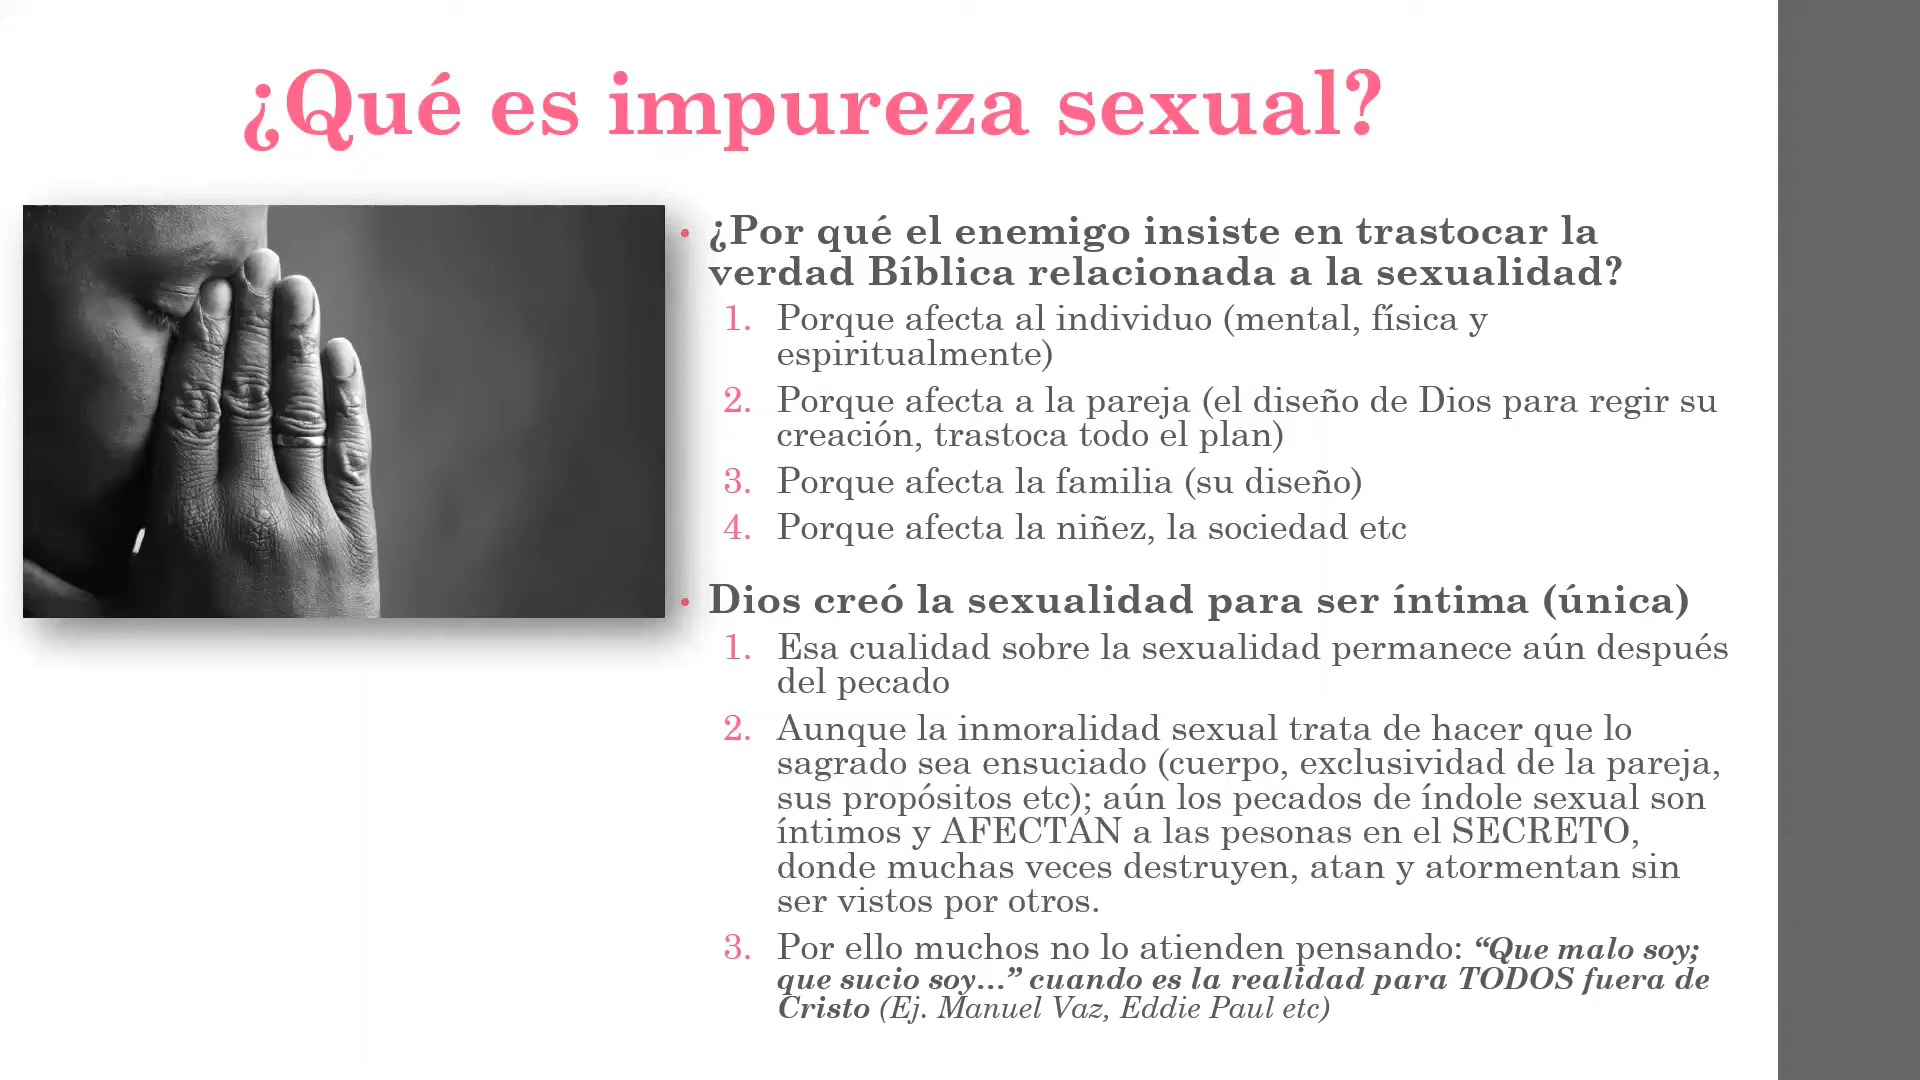 ¿Qué es impureza sexual?
• ¿Por qué el enemigo insiste en trastocar la
verdad Bíblica relacionada a la sexualidad?
1. Porque afecta al individuo (mental, física y
espiritualmente)
2. Porque afecta a la pareja (el diseño de Dios para regir su
creación, trastoca todo el plan)
3. Porque afecta la familia (su diseño)
4. Porque afecta la niñez, la sociedad etc
• Dios creó la sexualidad para ser íntima (única)
1. Esa cualidad sobre la sexualidad permanece aún después
del pecado
2. Aunque la inmoralidad sexual trata de hacer que lo
sagrado sea ensuciado (cuerpo, exclusividad de la pareja,
sus propósitos etc); aún los pecados de índole sexual son
íntimos y AFECTAN a las pesonas en el SECRETO,
donde muchas veces destruyen, atan y atormentan sin
ser vistos por otros.
3. Por ello muchos no lo atienden pensando: “Que malo soy;
que sucio soy…” cuando es la realidad para TODOS fuera de
Cristo (Ej. Manuel Vaz, Eddie Paul etc)